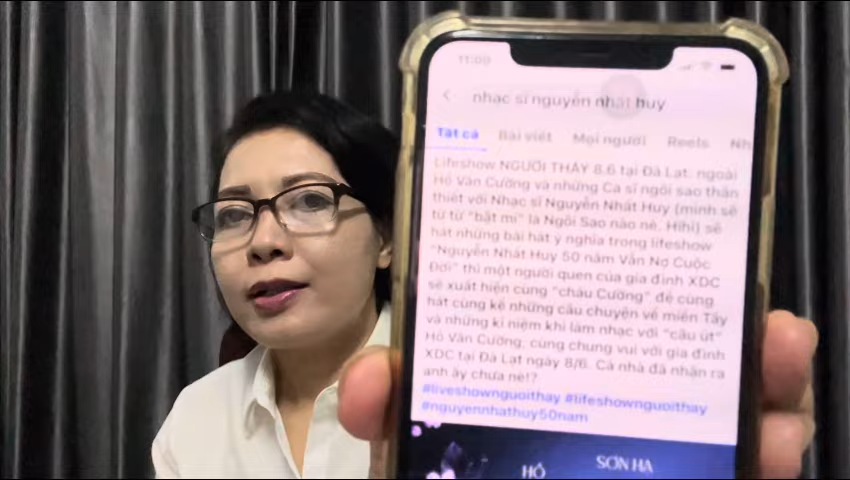 11:09
nhạc sĩ nguyễn nhất huy
Tất cả Bài viết Mọi người Reels Nh
Lifeshow NGƯỜI THẦY 8.6 tại Đà Lạt, ngoài
Hồ Văn Cường và những Ca sĩ ngôi sao thân
thiết với Nhạc sĩ Nguyễn Nhất Huy (mình sẽ
từ từ "bật mí" là Ngôi Sao nào nè, Hihi) sẽ
hát những bài hát ý nghĩa trong lifeshow
"Nguyễn Nhất Huy 50 năm Vẫn Nợ Cuộc
Đời" thì một người quen của gia đình XDC
sẽ xuất hiện cùng "cháu Cường" để cùng
hát cùng kể những câu chuyện về miền Tây
và những kỉ niệm khi làm nhạc với "cậu út"
Hồ Văn Cường, cùng chung vui với gia đình
XDC tại Đà Lạt ngày 8/6. Cả nhà đã nhận ra
anh ấy chưa nè!?
#liveshownguoithay #lifeshownguoithay
#nguyennhathuy50nam
HỒ SƠN HẠ